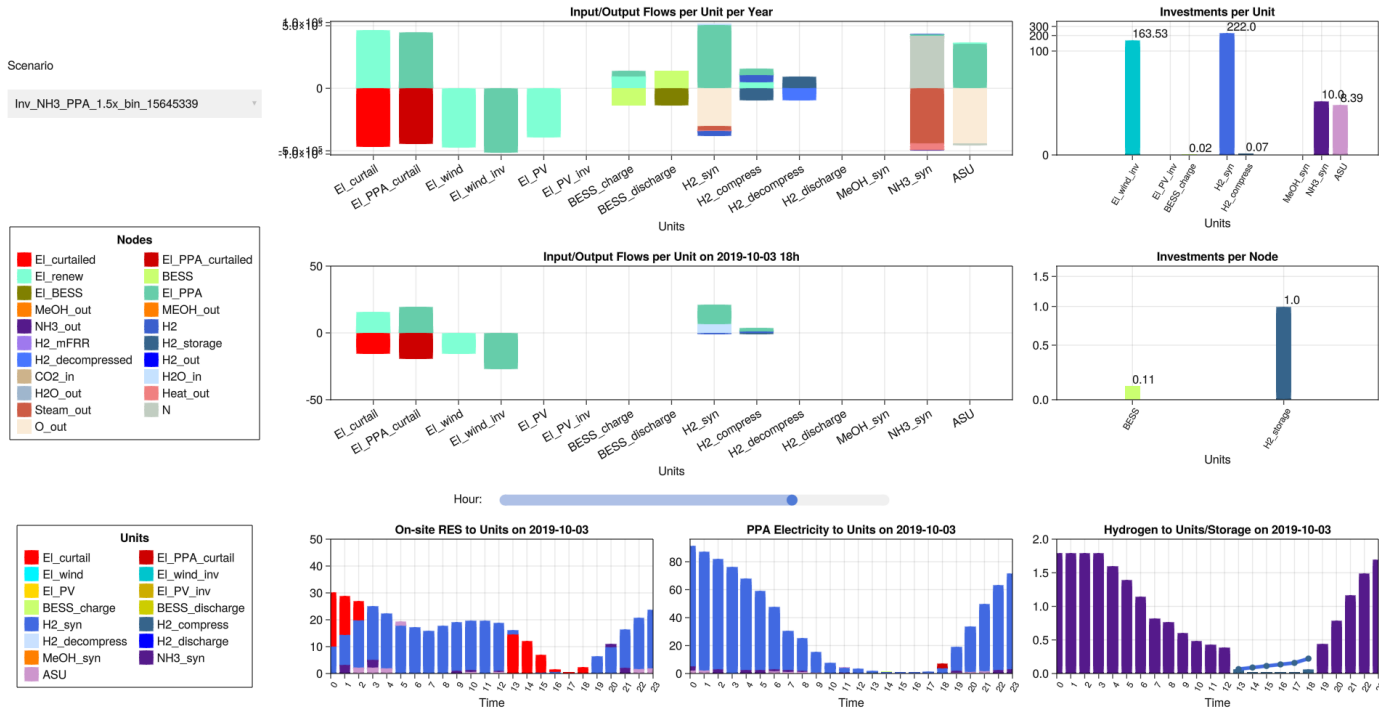 Scenario
Inv_NH3_PPA_1.5x_bin_15645339
Input/Output Flows per Unit per Year
5.0×10⁵
0
El_curtail
El_PPA_curtail
El_wind
El_wind_inv
El_PV
El_PV_inv
BESS_charge
BESS_discharge
H2_syn
H2_compress
H2_decompress
H2_discharge
MeOH_syn
NH3_syn
ASU
Units
Investments per Unit
300
200
100
0
163.53
0.02
222.0
0.07
10.0
8.39
El_wind_inv
El_PV_inv
BESS_charge
H2_syn
H2_compress
MeOH_syn
NH3_syn
ASU
Units
Nodes
El_curtailed El_PPA_curtailed
El_renew BESS
El_BESS El_PPA
MeOH_out MEOH_out
NH3_out H2
H2_mFRR H2_storage
H2_decompressed H2_out
CO2_in H2O_in
H2O_out Heat_out
Steam_out N
O_out
Input/Output Flows per Unit on 2019-10-03 18h
50
0
-50
El_curtail
El_PPA_curtail
El_wind
El_wind_inv
El_PV
El_PV_inv
BESS_charge
BESS_discharge
H2_syn
H2_compress
H2_decompress
H2_discharge
MeOH_syn
NH3_syn
ASU
Units
Investments per Node
1.5
1.0
0.5
0.0
0.11
1.0
BESS
H2_storage
Units
Hour:
Units
El_curtail El_PPA_curtail
El_wind El_wind_inv
El_PV El_PV_inv
BESS_charge BESS_discharge
H2_syn H2_compress
H2_decompress H2_discharge
MeOH_syn NH3_syn
ASU
On-site RES to Units on 2019-10-03
50
40
30
20
10
0
0 1 2 3 4 5 6 7 8 9 10 11 12 13 14 15 16 17 18 19 20 21 22 23
Time
PPA Electricity to Units on 2019-10-03
80
60
40
20
0
0 1 2 3 4 5 6 7 8 9 10 11 12 13 14 15 16 17 18 19 20 21 22 23
Time
Hydrogen to Units/Storage on 2019-10-03
2.0
1.5
1.0
0.5
0.0
0 1 2 3 4 5 6 7 8 9 10 11 12 13 14 15 16 17 18 19 20 21 22 23
Time